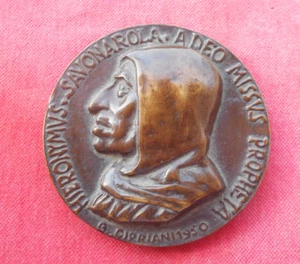 HIERONYMVS · SAVONAROLA · A DEO MISSVS PROPHETA
G. CIPRIANI 1950